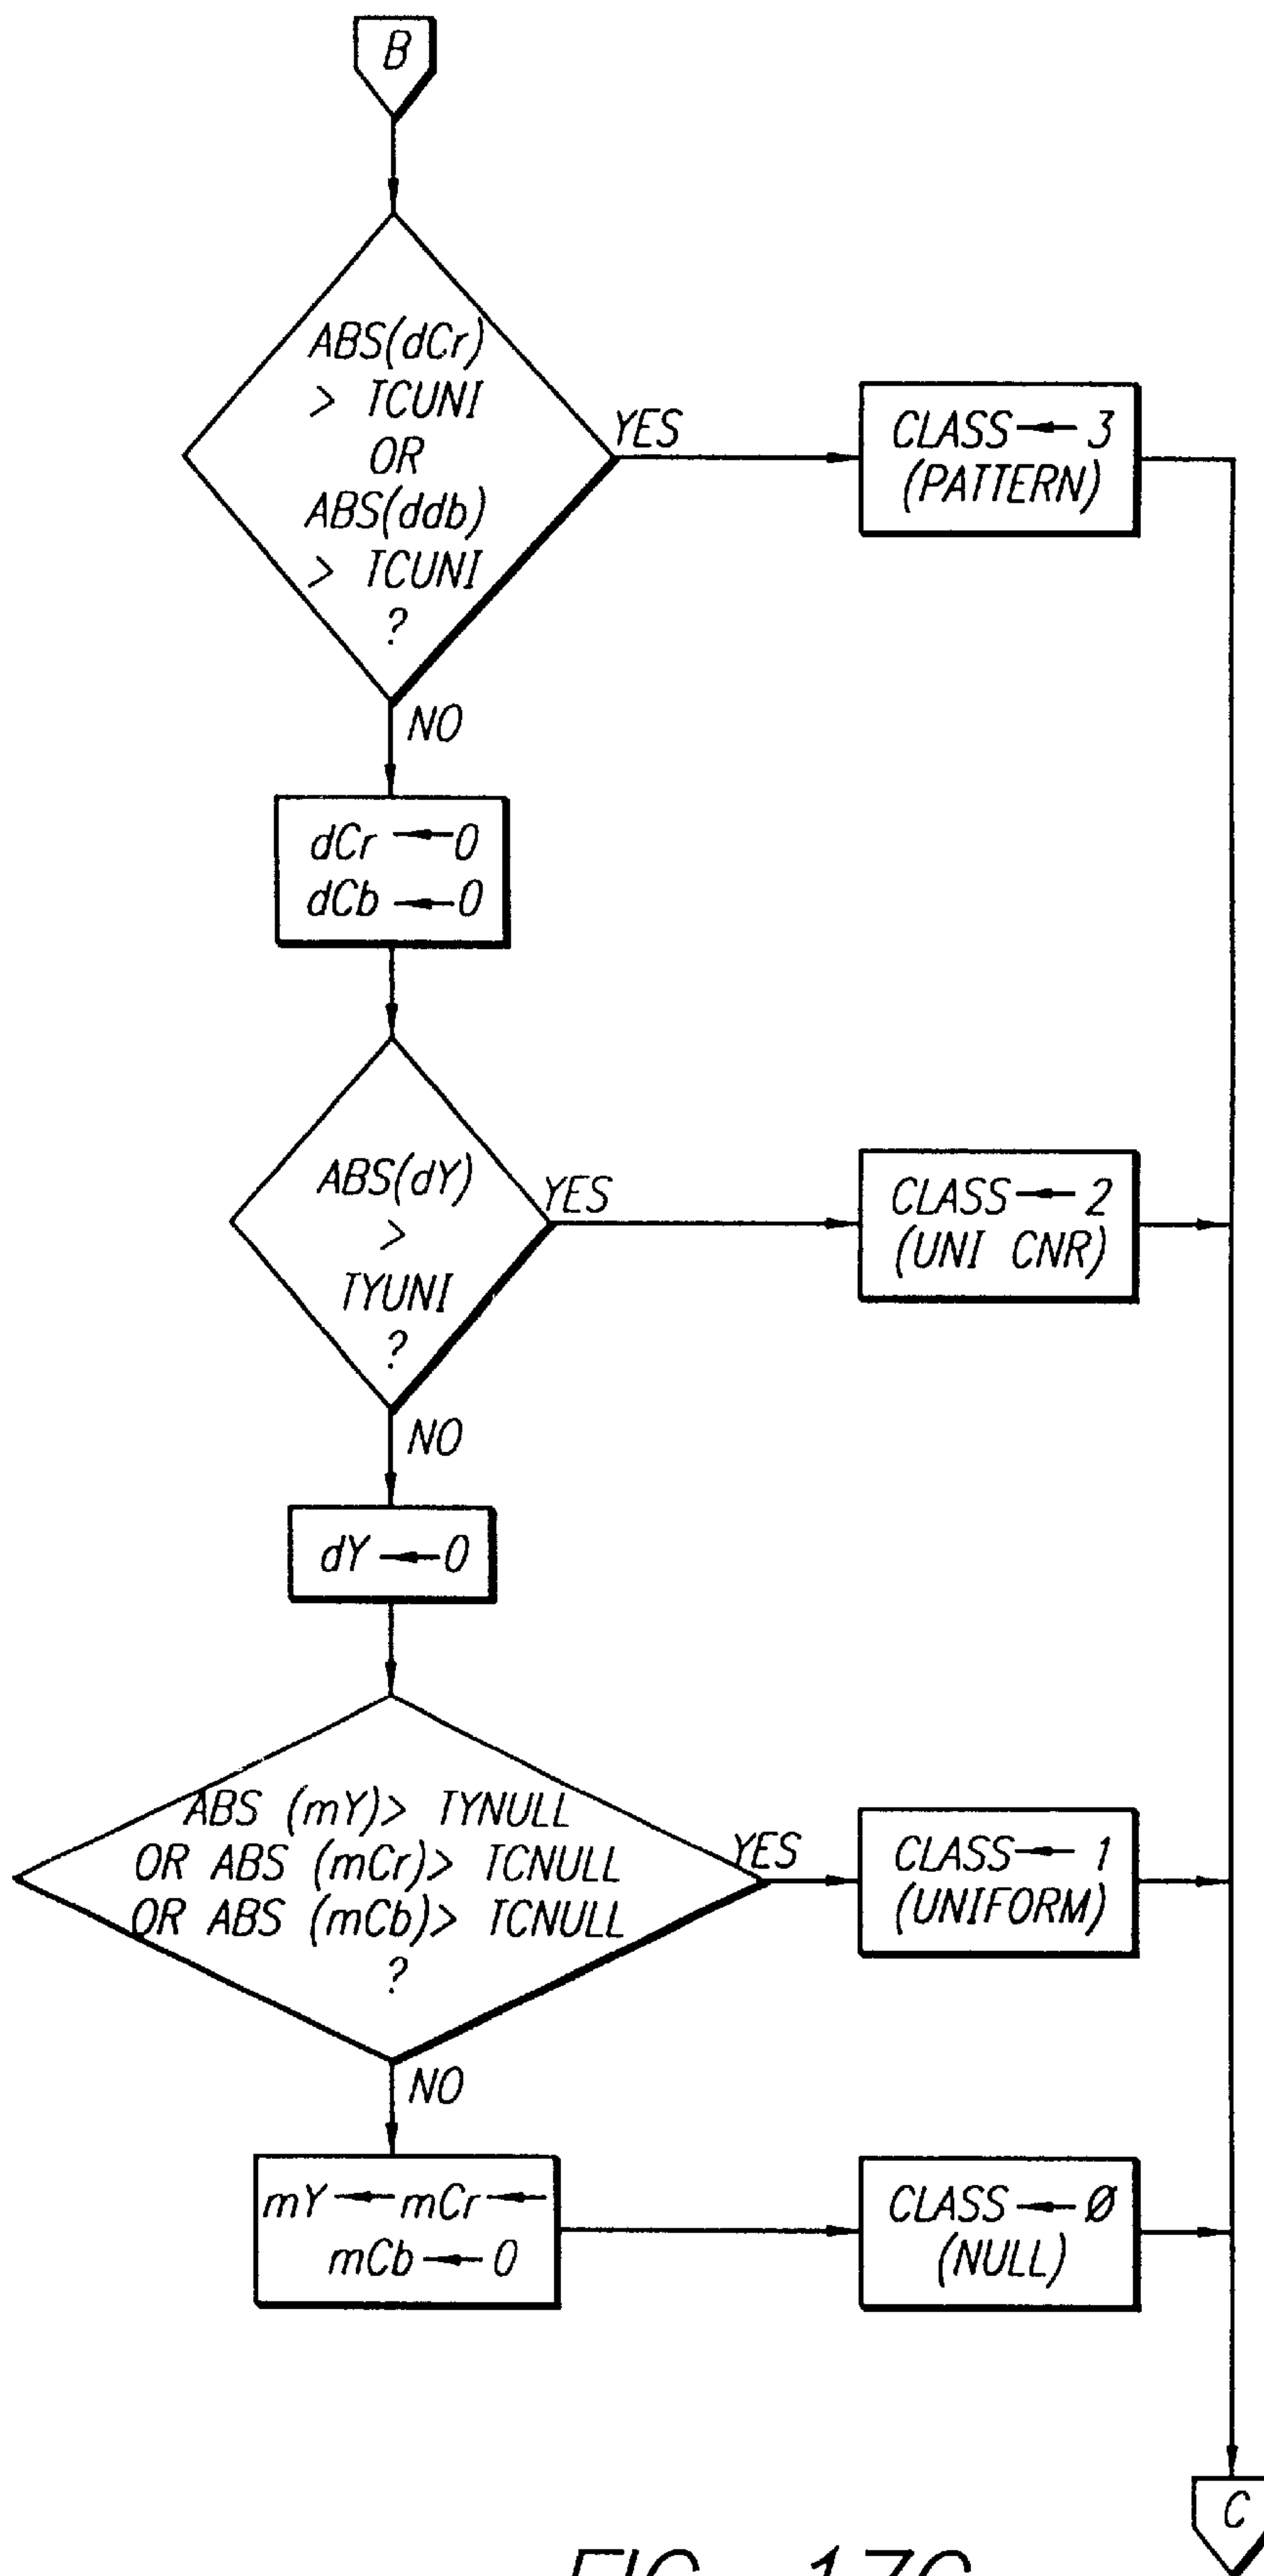 B
ABS(dCr)
> TCUNI
OR
ABS(ddb)
> TCUNI
?
YES
CLASS ← 3
(PATTERN)
NO
dCr ← 0
dCb ← 0
ABS(dY)
>
TYUNI
?
YES
CLASS ← 2
(UNI CNR)
NO
dY ← 0
ABS (mY)> TYNULL
OR ABS (mCr)> TCNULL
OR ABS (mCb)> TCNULL
?
YES
CLASS ← 1
(UNIFORM)
NO
mY ← mCr ←
mCb ← 0
CLASS ← Ø
(NULL)
C
FIG. 17C